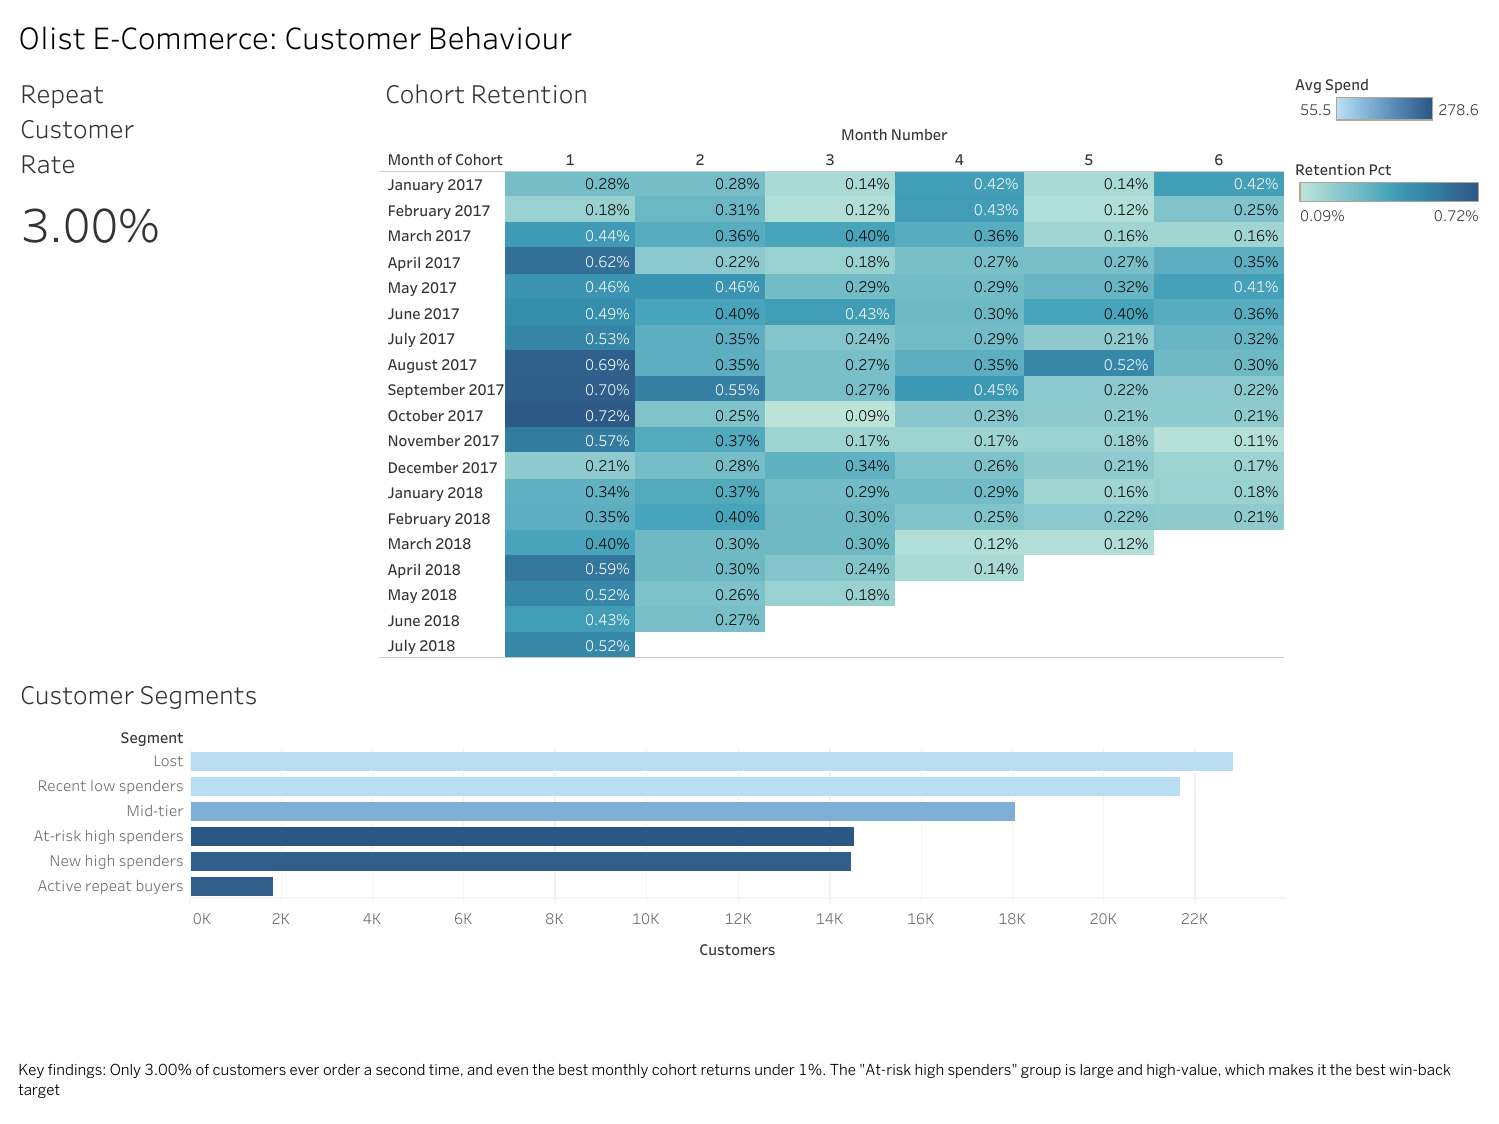 Olist E-Commerce: Customer Behaviour
Repeat
Customer
Rate
3.00%
Cohort Retention
Month Number
Month of Cohort 1 2 3 4 5 6
January 2017 0.28% 0.28% 0.14% 0.42% 0.14% 0.42%
February 2017 0.18% 0.31% 0.12% 0.43% 0.12% 0.25%
March 2017 0.44% 0.36% 0.40% 0.36% 0.16% 0.16%
April 2017 0.62% 0.22% 0.18% 0.27% 0.27% 0.35%
May 2017 0.46% 0.46% 0.29% 0.29% 0.32% 0.41%
June 2017 0.49% 0.40% 0.43% 0.30% 0.40% 0.36%
July 2017 0.53% 0.35% 0.24% 0.29% 0.21% 0.32%
August 2017 0.69% 0.35% 0.27% 0.35% 0.52% 0.30%
September 2017 0.70% 0.55% 0.27% 0.45% 0.22% 0.22%
October 2017 0.72% 0.25% 0.09% 0.23% 0.21% 0.21%
November 2017 0.57% 0.37% 0.17% 0.17% 0.18% 0.11%
December 2017 0.21% 0.28% 0.34% 0.26% 0.21% 0.17%
January 2018 0.34% 0.37% 0.29% 0.29% 0.16% 0.18%
February 2018 0.35% 0.40% 0.30% 0.25% 0.22% 0.21%
March 2018 0.40% 0.30% 0.30% 0.12% 0.12%
April 2018 0.59% 0.30% 0.24% 0.14%
May 2018 0.52% 0.26% 0.18%
June 2018 0.43% 0.27%
July 2018 0.52%
Avg Spend
55.5 278.6
Retention Pct
0.09% 0.72%
Customer Segments
Segment
Lost
Recent low spenders
Mid-tier
At-risk high spenders
New high spenders
Active repeat buyers
0K 2K 4K 6K 8K 10K 12K 14K 16K 18K 20K 22K
Customers
Key findings: Only 3.00% of customers ever order a second time, and even the best monthly cohort returns under 1%. The "At-risk high spenders" group is large and high-value, which makes it the best win-back
target